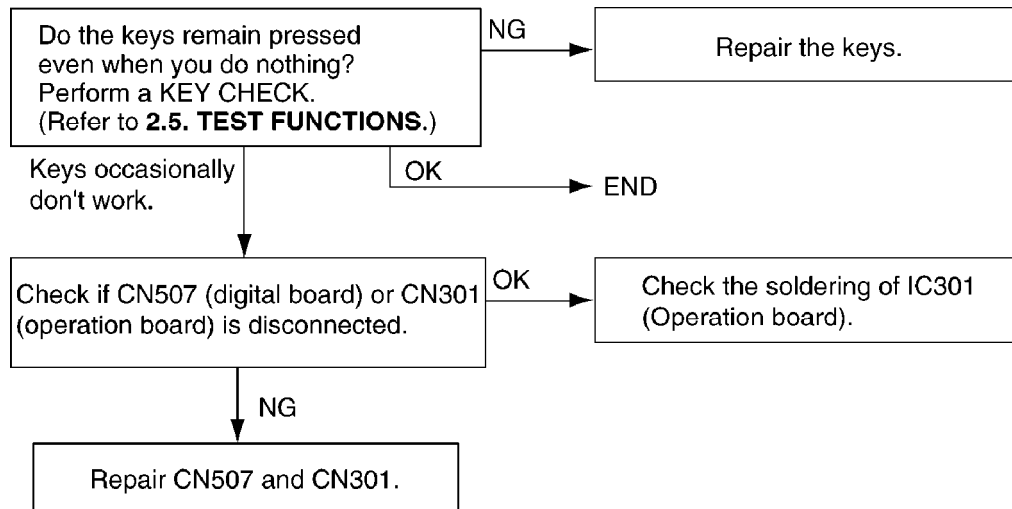 Do the keys remain pressed
even when you do nothing?
Perform a KEY CHECK.
(Refer to 2.5. TEST FUNCTIONS.)
NG
Repair the keys.
Keys occasionally
don't work.
OK
END
Check if CN507 (digital board) or CN301
(operation board) is disconnected.
OK
Check the soldering of IC301
(Operation board).
NG
Repair CN507 and CN301.